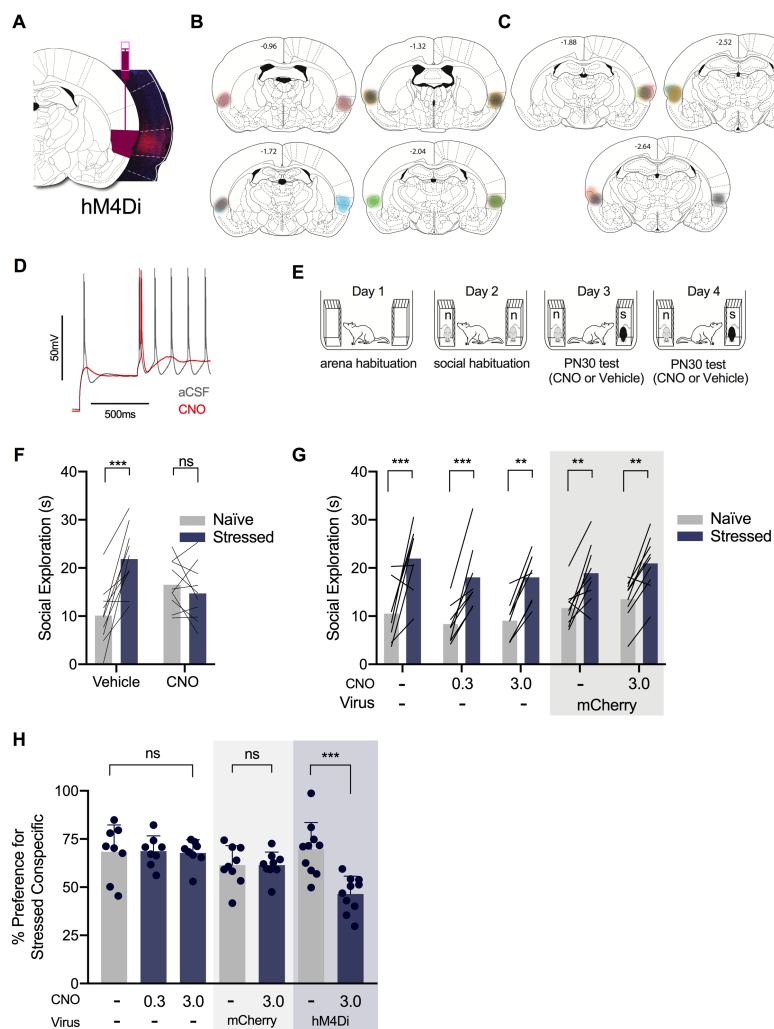 A
hM4Di
B
-0.96
-1.32
-1.72
-2.04
C
-1.88
-2.52
-2.64
D
50mV
500ms
aCSF
CNO
E
Day 1
Day 2
Day 3
Day 4
n
n
n
s
n
s
arena habituation
social habituation
PN30 test
(CNO or Vehicle)
PN30 test
(CNO or Vehicle)
F
Social Exploration (s)
40
30
20
10
0
***
ns
Naïve
Stressed
Vehicle
CNO
G
Social Exploration (s)
40
30
20
10
0
***
***
**
**
**
Naïve
Stressed
CNO - 0.3 3.0 - 3.0
Virus - - - mCherry
H
% Preference for
Stressed Conspecific
100
75
50
25
0
ns
ns
***
CNO - 0.3 3.0 - 3.0 - 3.0
Virus - - - mCherry hM4Di